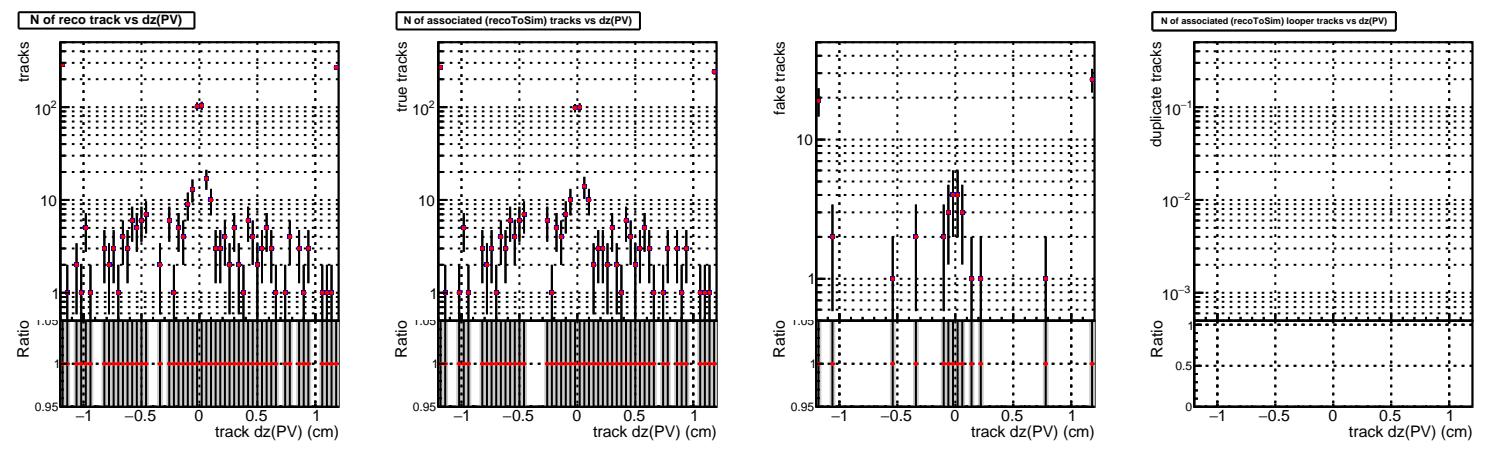 N of reco track vs dz(PV)
tracks
10²
10
1
Ratio
1.05
1
0.95
−1 −0.5 0 0.5 1
track dz(PV) (cm)
N of associated (recoToSim) tracks vs dz(PV)
true tracks
10²
10
1
Ratio
1.05
1
0.95
−1 −0.5 0 0.5 1
track dz(PV) (cm)
fake tracks
10
1
Ratio
1.05
1
0.95
−1 −0.5 0 0.5 1
track dz(PV) (cm)
N of associated (recoToSim) looper tracks vs dz(PV)
duplicate tracks
10⁻¹
10⁻²
10⁻³
Ratio
1
0.5
0
−1 −0.5 0 0.5 1
track dz(PV) (cm)